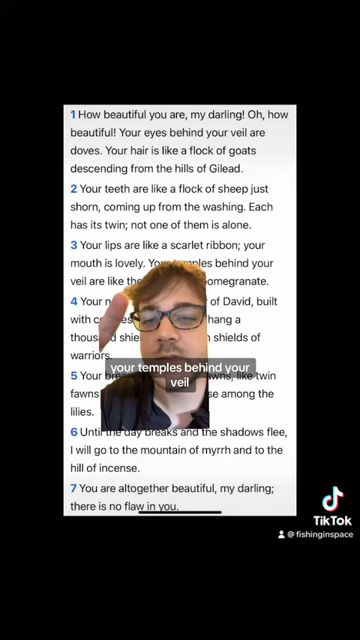 1 How beautiful you are, my darling! Oh, how
beautiful! Your eyes behind your veil are
doves. Your hair is like a flock of goats
descending from the hills of Gilead.
2 Your teeth are like a flock of sheep just
shorn, coming up from the washing. Each
has its twin; not one of them is alone.
3 Your lips are like a scarlet ribbon; your
mouth is lovely. Your temples behind your
veil are like the pomegranate.
4 Your of David, built
with hang a
thousand shields of
warriors.
your temples behind your
veil
5 Your fawns, like twin
fawns among the
lilies.
6 Until the day breaks and the shadows flee,
I will go to the mountain of myrrh and to the
hill of incense.
7 You are altogether beautiful, my darling;
there is no flaw in you.
TikTok
@fishinginspace